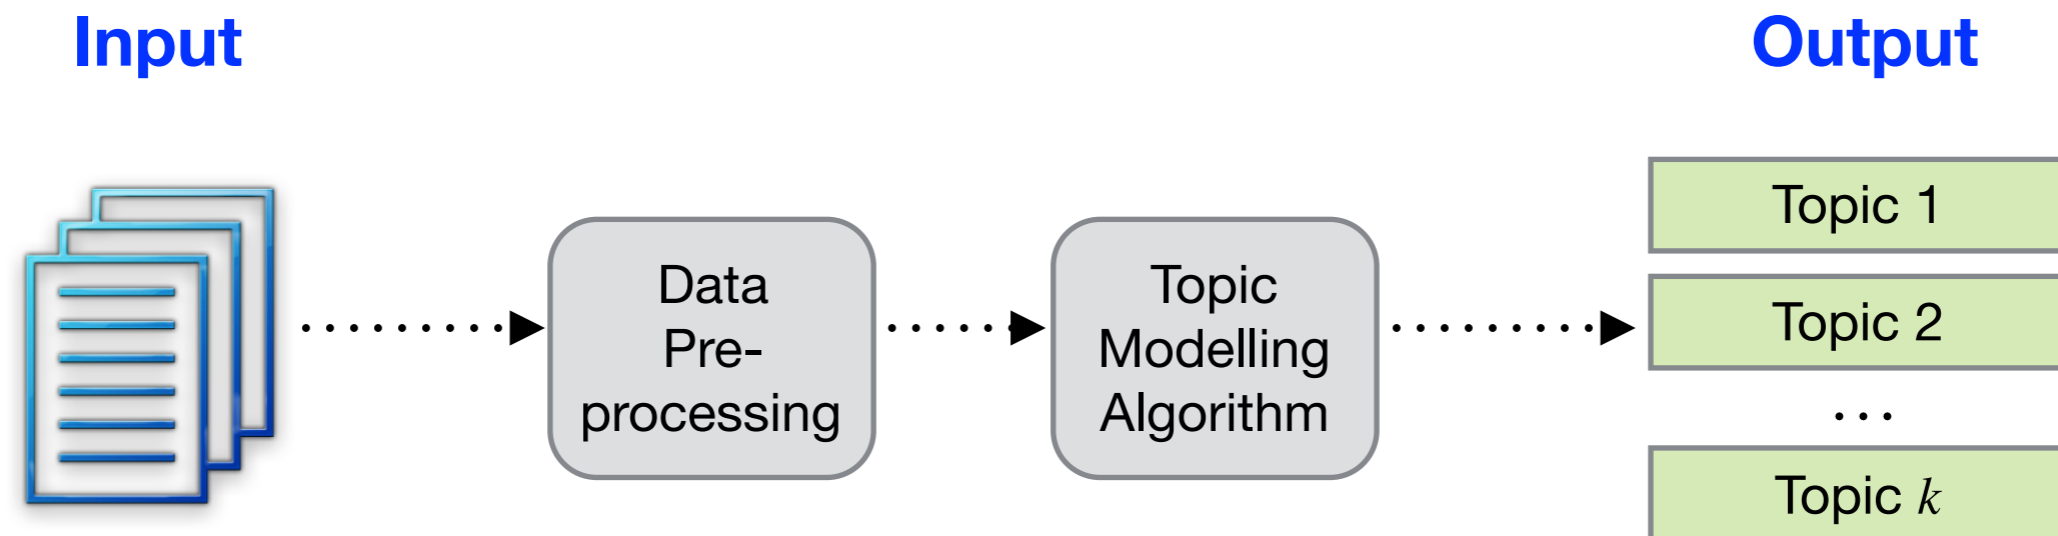 Input
Output
Data
Pre-
processing
Topic
Modelling
Algorithm
Topic 1
Topic 2
...
Topic k